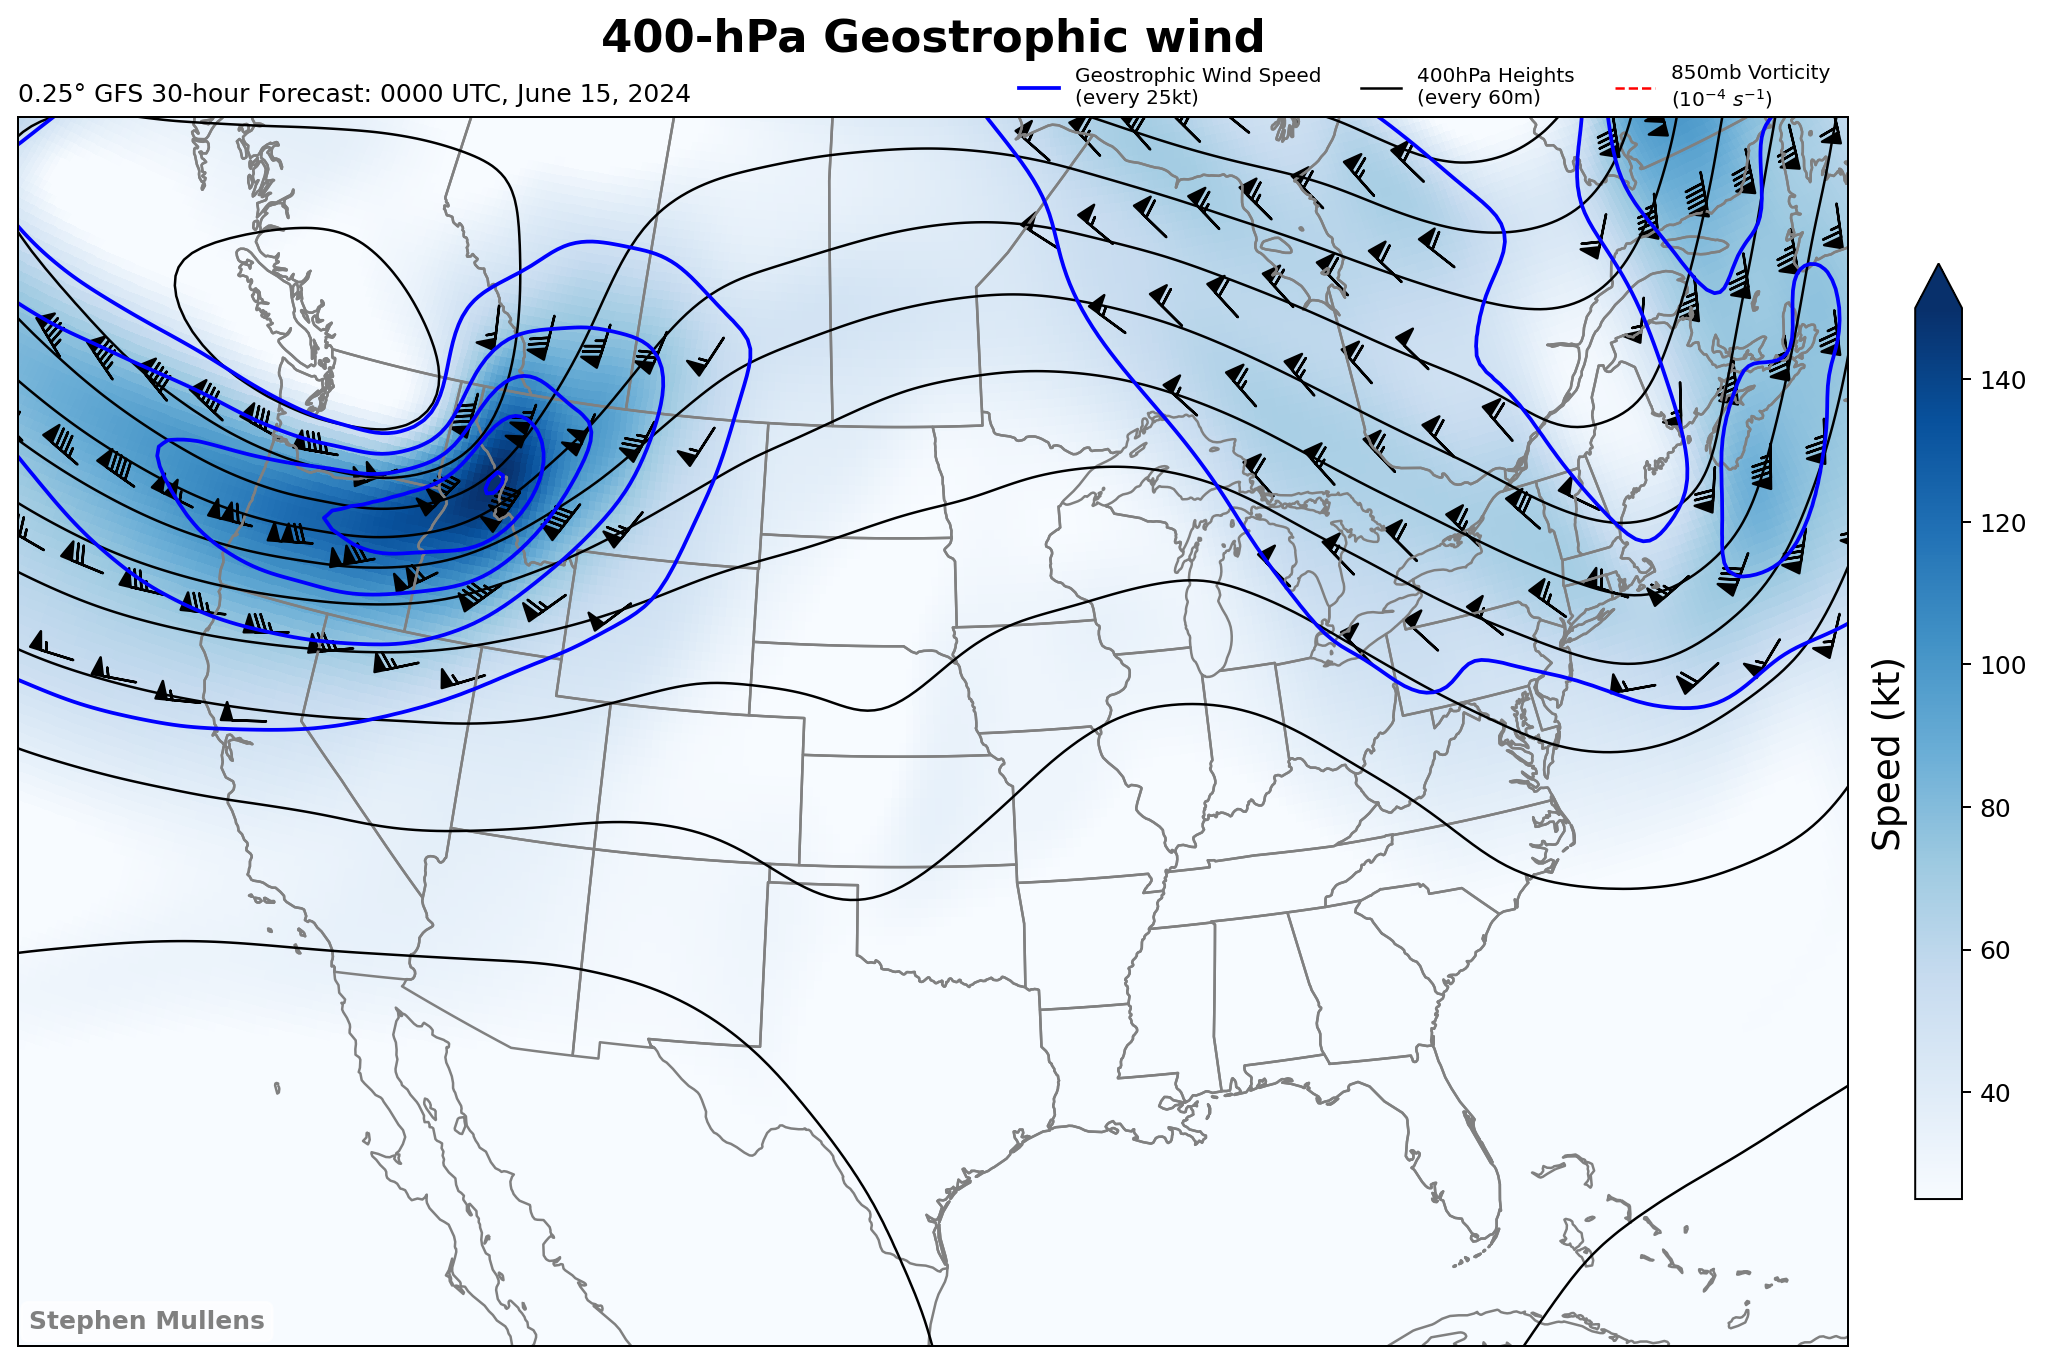 400-hPa Geostrophic wind
0.25° GFS 30-hour Forecast: 0000 UTC, June 15, 2024
Geostrophic Wind Speed
(every 25kt)
400hPa Heights
(every 60m)
850mb Vorticity
(10⁻⁴ s⁻¹)
140
120
100
80
60
40
Speed (kt)
Stephen Mullens